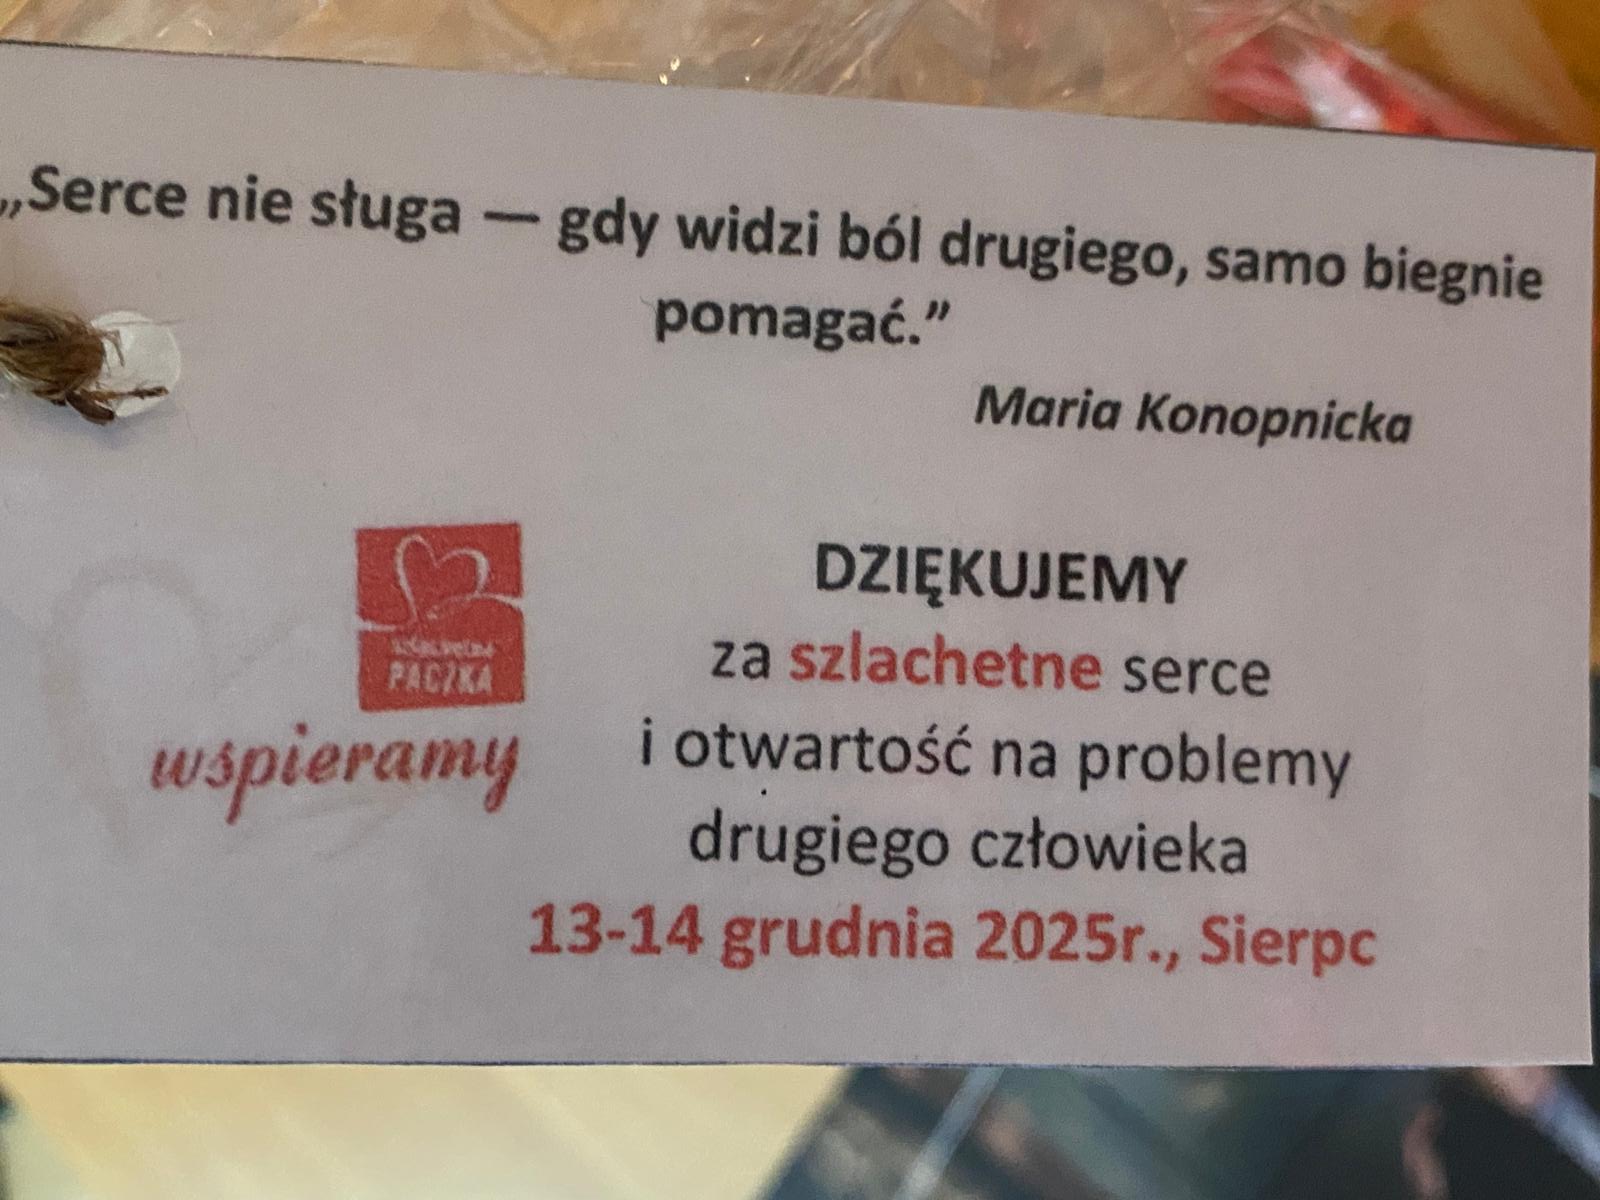 „Serce nie sługa — gdy widzi ból drugiego, samo biegnie
pomagać.”
Maria Konopnicka
szlachetna
PACZKA
wspieramy
DZIĘKUJEMY
za szlachetne serce
i otwartość na problemy
drugiego człowieka
13-14 grudnia 2025r., Sierpc